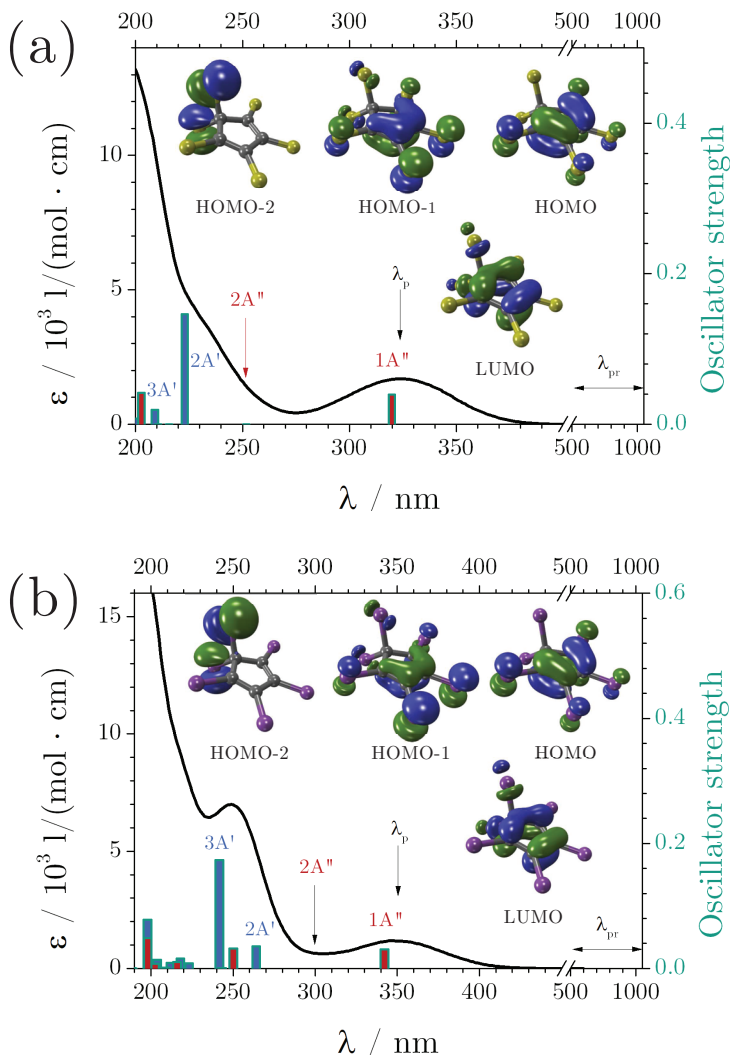 (a)
200 250 300 350 500 1000
ε / 10³ l/(mol · cm)
10
5
0
Oscillator strength
0.4
0.2
0.0
HOMO-2 HOMO-1 HOMO
LUMO
2A"
λp
3A' 2A' 1A"
λpr
200 250 300 350 500 1000
λ / nm
(b)
200 250 300 350 400 500 1000
ε / 10³ l/(mol · cm)
15
10
5
0
Oscillator strength
0.6
0.4
0.2
0.0
HOMO-2 HOMO-1 HOMO
LUMO
3A' 2A" λp
2A' 1A"
λpr
200 250 300 350 400 500 1000
λ / nm